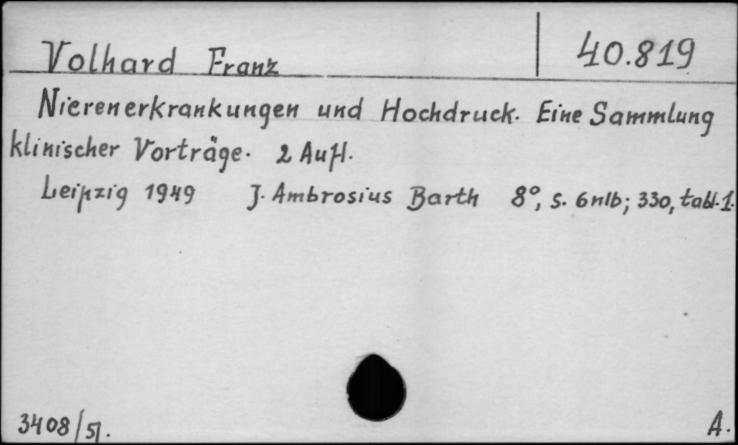 Volhard Franz 40.819
Nierenerkrankungen und Hochdruck. Eine Sammlung
klinischer Vorträge. 2 Aufl.
Leipzig 1949 J. Ambrosius Barth 8°, s. 6nlb; 330, tabl. 1.
3408/51. A.